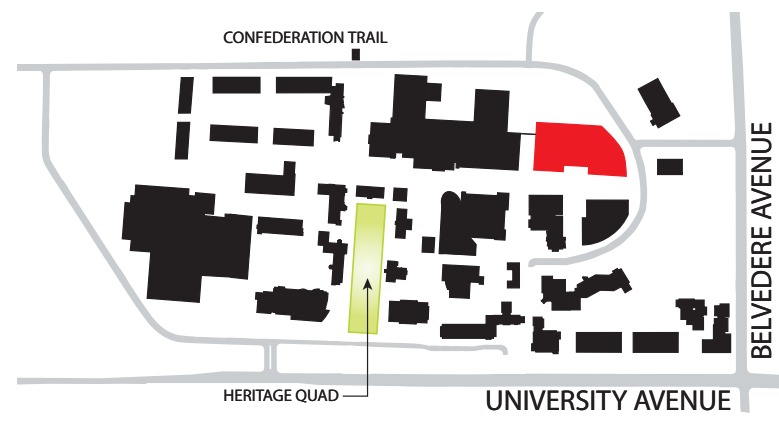 CONFEDERATION TRAIL
BELVEDERE AVENUE
HERITAGE QUAD
UNIVERSITY AVENUE